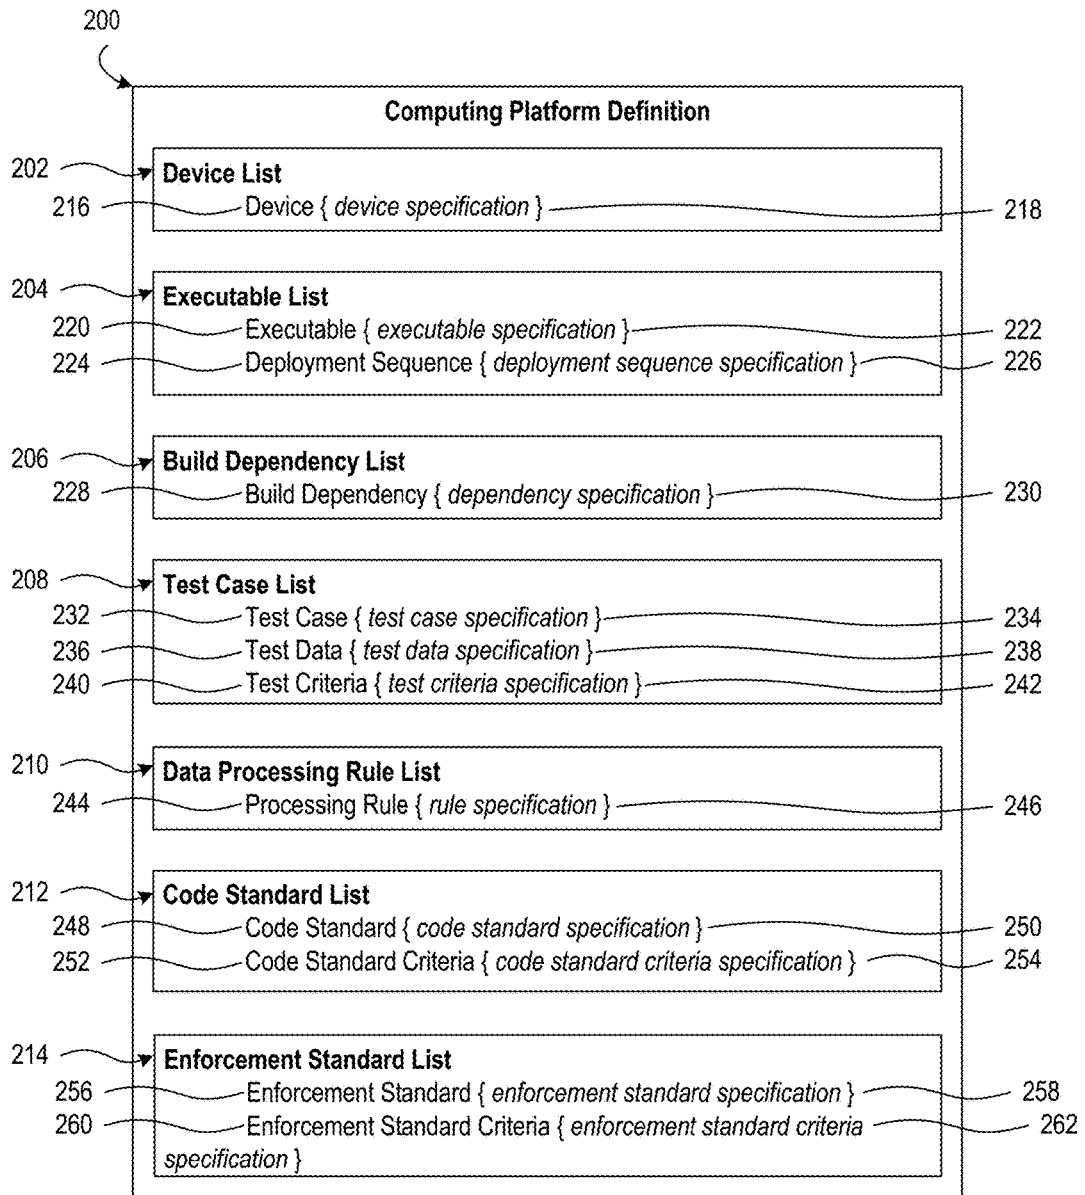 200
Computing Platform Definition
202 Device List
216 Device { device specification } 218
204 Executable List
220 Executable { executable specification } 222
224 Deployment Sequence { deployment sequence specification } 226
206 Build Dependency List
228 Build Dependency { dependency specification } 230
208 Test Case List
232 Test Case { test case specification } 234
236 Test Data { test data specification } 238
240 Test Criteria { test criteria specification } 242
210 Data Processing Rule List
244 Processing Rule { rule specification } 246
212 Code Standard List
248 Code Standard { code standard specification } 250
252 Code Standard Criteria { code standard criteria specification } 254
214 Enforcement Standard List
256 Enforcement Standard { enforcement standard specification } 258
260 Enforcement Standard Criteria { enforcement standard criteria 262
specification }